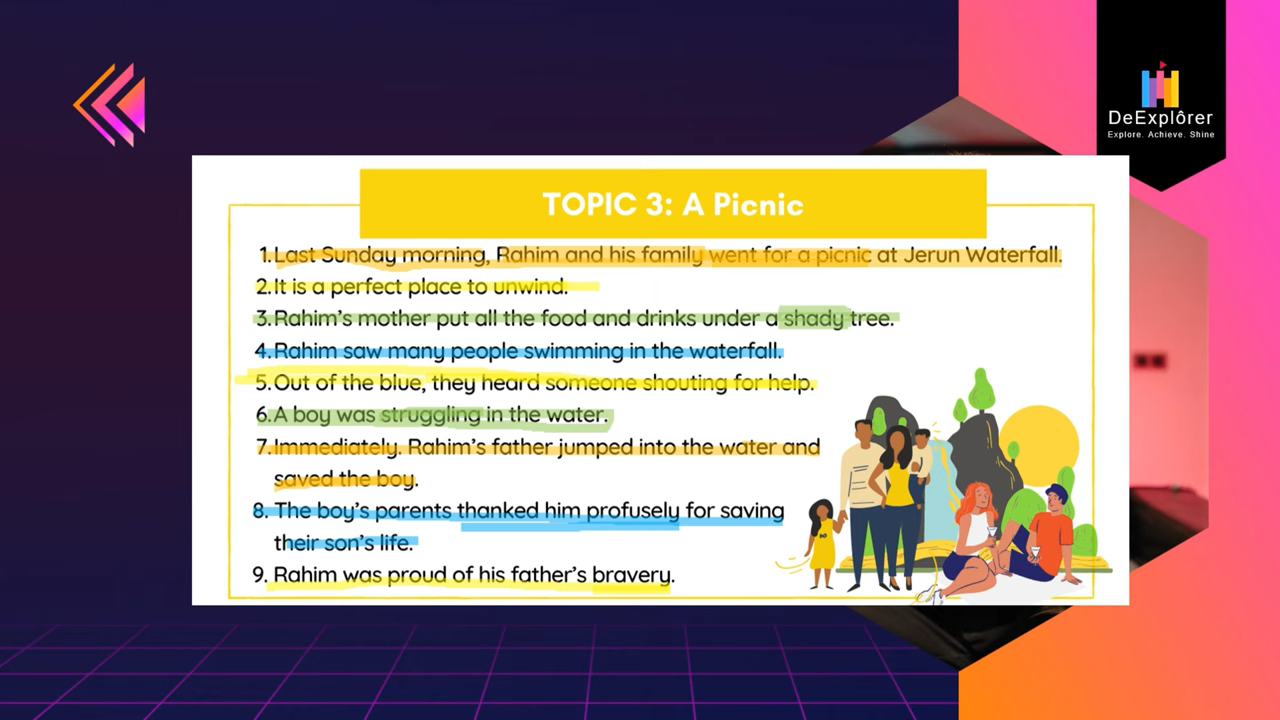 DeExplôrer
Explore. Achieve. Shine
TOPIC 3: A Picnic
1. Last Sunday morning, Rahim and his family went for a picnic at Jerun Waterfall.
2. It is a perfect place to unwind.
3. Rahim's mother put all the food and drinks under a shady tree.
4. Rahim saw many people swimming in the waterfall.
5. Out of the blue, they heard someone shouting for help.
6. A boy was struggling in the water.
7. Immediately. Rahim's father jumped into the water and
saved the boy.
8. The boy's parents thanked him profusely for saving
their son's life.
9. Rahim was proud of his father's bravery.